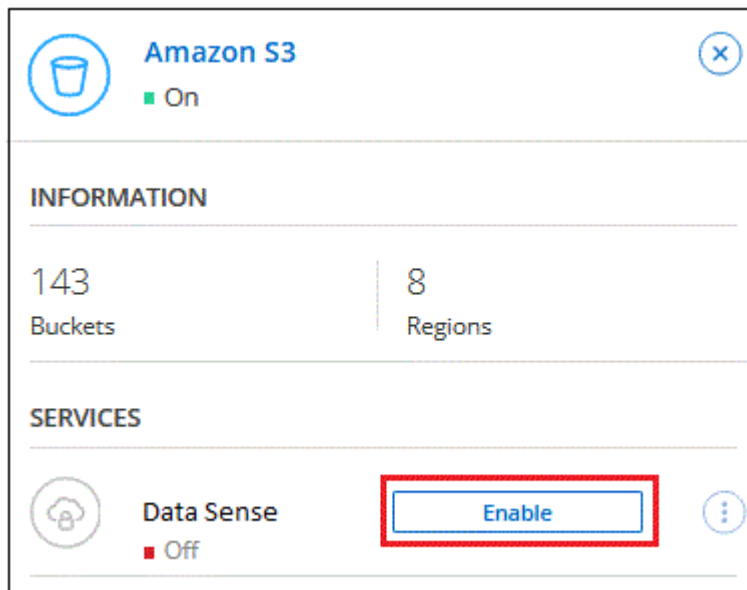 Amazon S3
On
INFORMATION
143
Buckets
8
Regions
SERVICES
Data Sense
Off
Enable